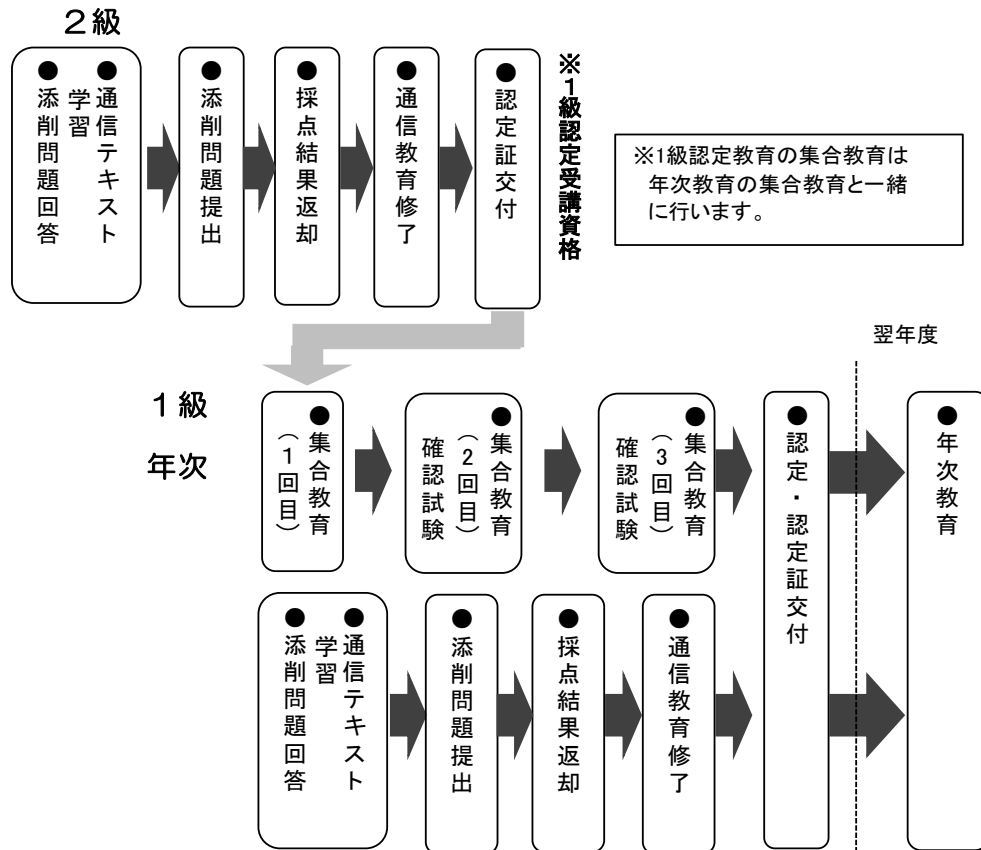 ２級
●通信テキスト
学習
●添削問題回答
●添削問題提出
●採点結果返却
●通信教育修了
●認定証交付
※１級認定受講資格
※1級認定教育の集合教育は
年次教育の集合教育と一緒
に行います。
翌年度
１級
年次
●集合教育
（１回目）
●集合教育
（２回目）
確認試験
●集合教育
（３回目）
確認試験
●認定・認定証交付
●年次教育
●通信テキスト
学習
●添削問題回答
●添削問題提出
●採点結果返却
●通信教育修了